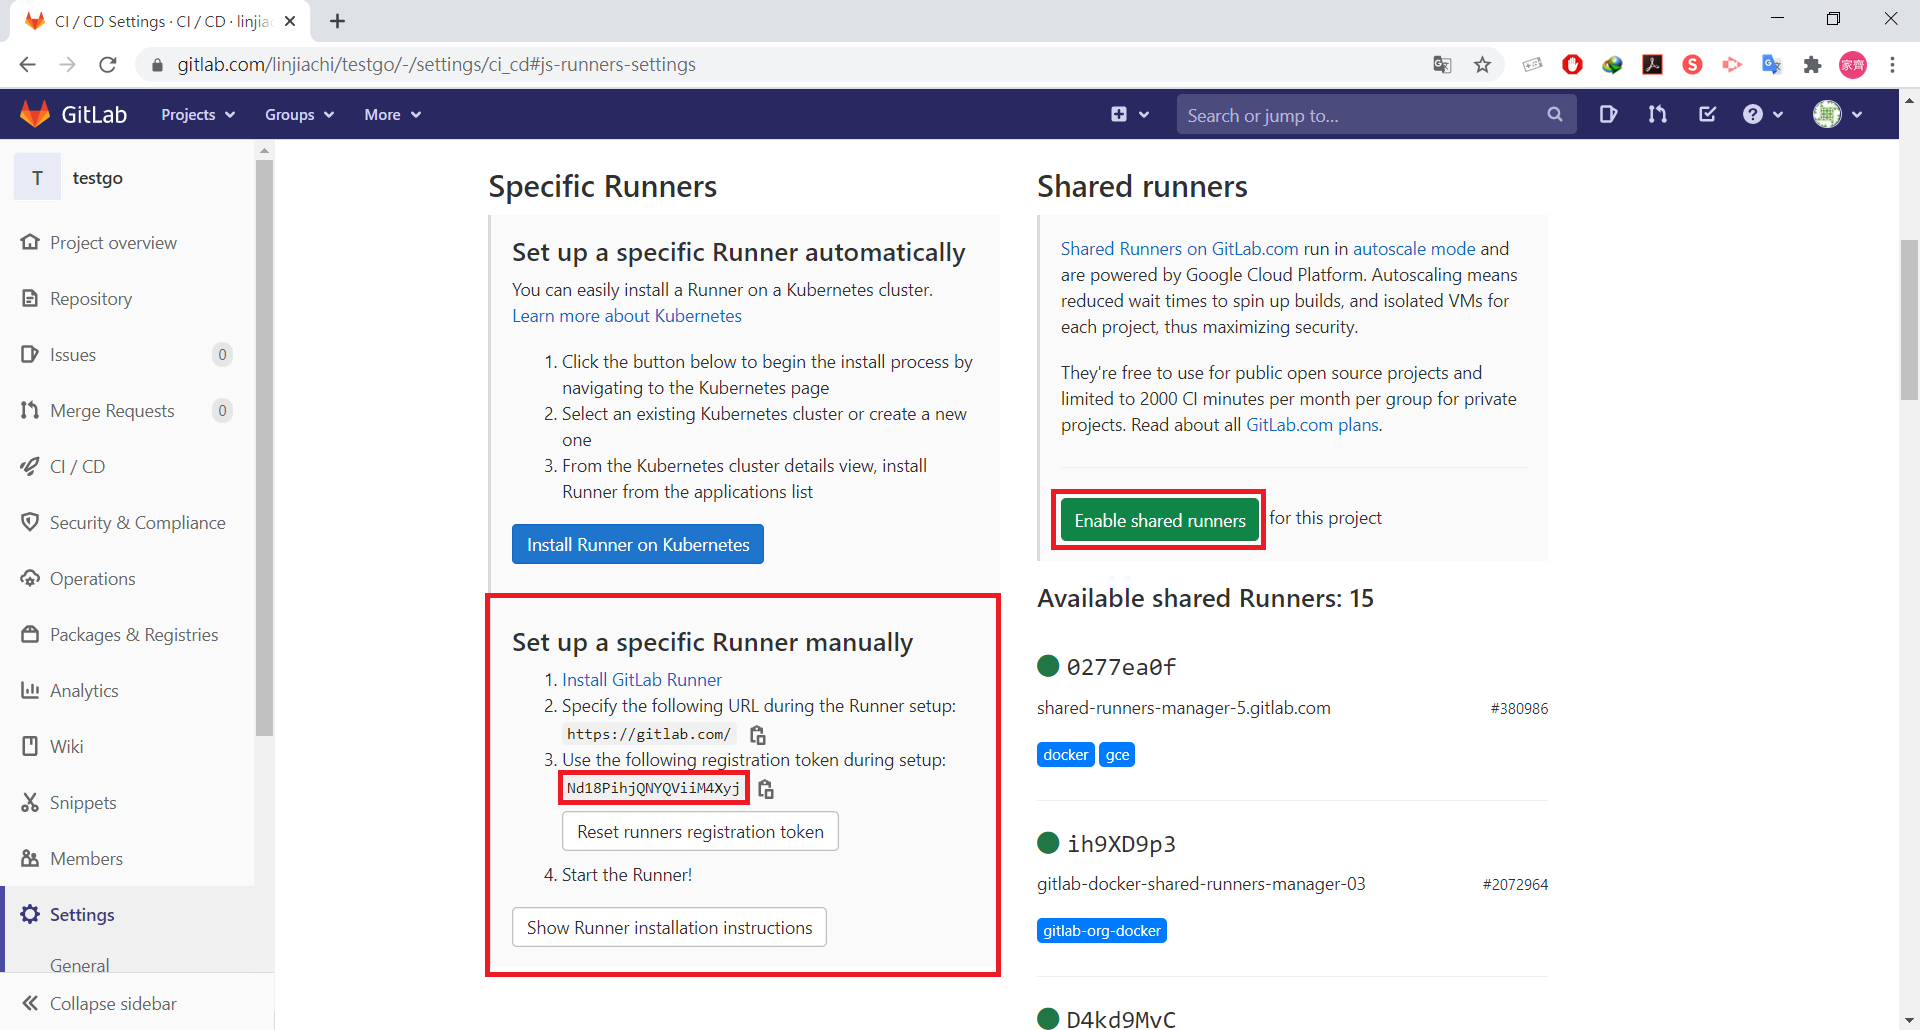 CI / CD Settings · CI / CD · linjia
gitlab.com/linjiachi/testgo/-/settings/ci_cd#js-runners-settings
家齊
GitLab
Projects
Groups
More
Search or jump to...
T
testgo
Project overview
Repository
Issues
0
Merge Requests
0
CI / CD
Security & Compliance
Operations
Packages & Registries
Analytics
Wiki
Snippets
Members
Settings
General
Collapse sidebar
Specific Runners
Set up a specific Runner automatically
You can easily install a Runner on a Kubernetes cluster.
Learn more about Kubernetes
1. Click the button below to begin the install process by
navigating to the Kubernetes page
2. Select an existing Kubernetes cluster or create a new
one
3. From the Kubernetes cluster details view, install
Runner from the applications list
Install Runner on Kubernetes
Set up a specific Runner manually
1. Install GitLab Runner
2. Specify the following URL during the Runner setup:
https://gitlab.com/
3. Use the following registration token during setup:
Nd18PihjQNYQViiM4Xyj
Reset runners registration token
4. Start the Runner!
Show Runner installation instructions
Shared runners
Shared Runners on GitLab.com run in autoscale mode and
are powered by Google Cloud Platform. Autoscaling means
reduced wait times to spin up builds, and isolated VMs for
each project, thus maximizing security.
They're free to use for public open source projects and
limited to 2000 CI minutes per month per group for private
projects. Read about all GitLab.com plans.
Enable shared runners for this project
Available shared Runners: 15
0277ea0f
shared-runners-manager-5.gitlab.com #380986
docker gce
ih9XD9p3
gitlab-docker-shared-runners-manager-03 #2072964
gitlab-org-docker
D4kd9MvC